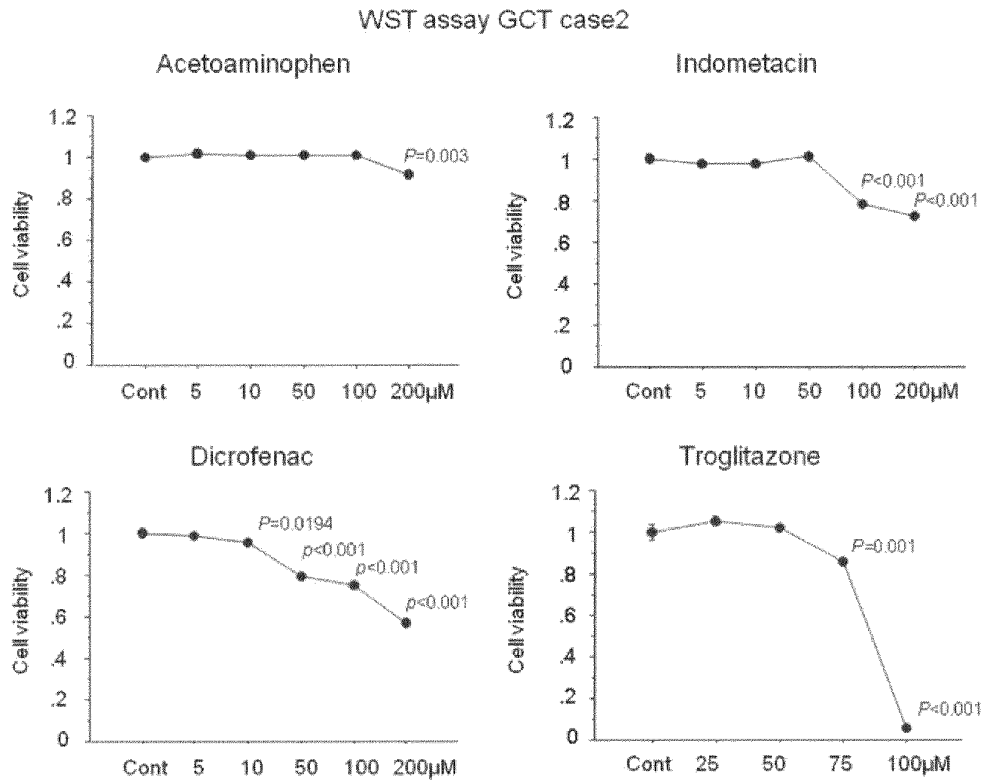 WST assay GCT case2
Acetoaminophen
Cell viability
1.2
1
.8
.6
.4
.2
0
P=0.003
Cont 5 10 50 100 200µM
Indometacin
Cell viability
1.2
1
.8
.6
.4
.2
0
P<0.001
P<0.001
Cont 5 10 50 100 200µM
Dicrofenac
Cell viability
1.2
1
.8
.6
.4
.2
0
P=0.0194
p<0.001
p<0.001
p<0.001
Cont 5 10 50 100 200µM
Troglitazone
Cell viability
1.2
1
.8
.6
.4
.2
0
P=0.001
P<0.001
Cont 25 50 75 100µM